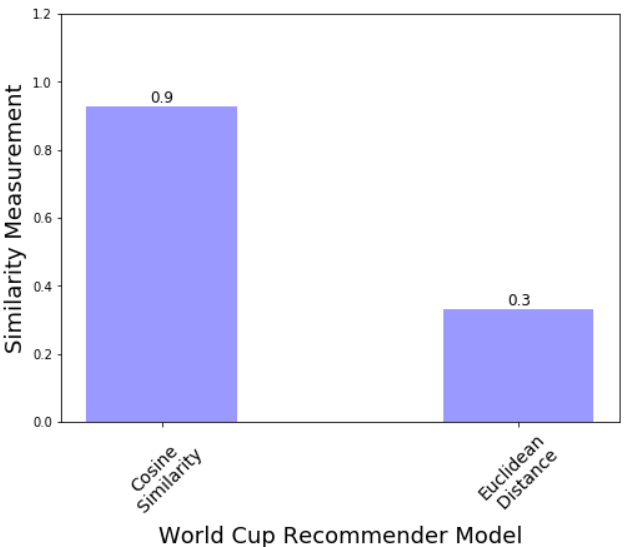 1.2
1.0
0.8
0.6
0.4
0.2
0.0
Similarity Measurement
0.9
0.3
Cosine
Similarity
Euclidean
Distance
World Cup Recommender Model